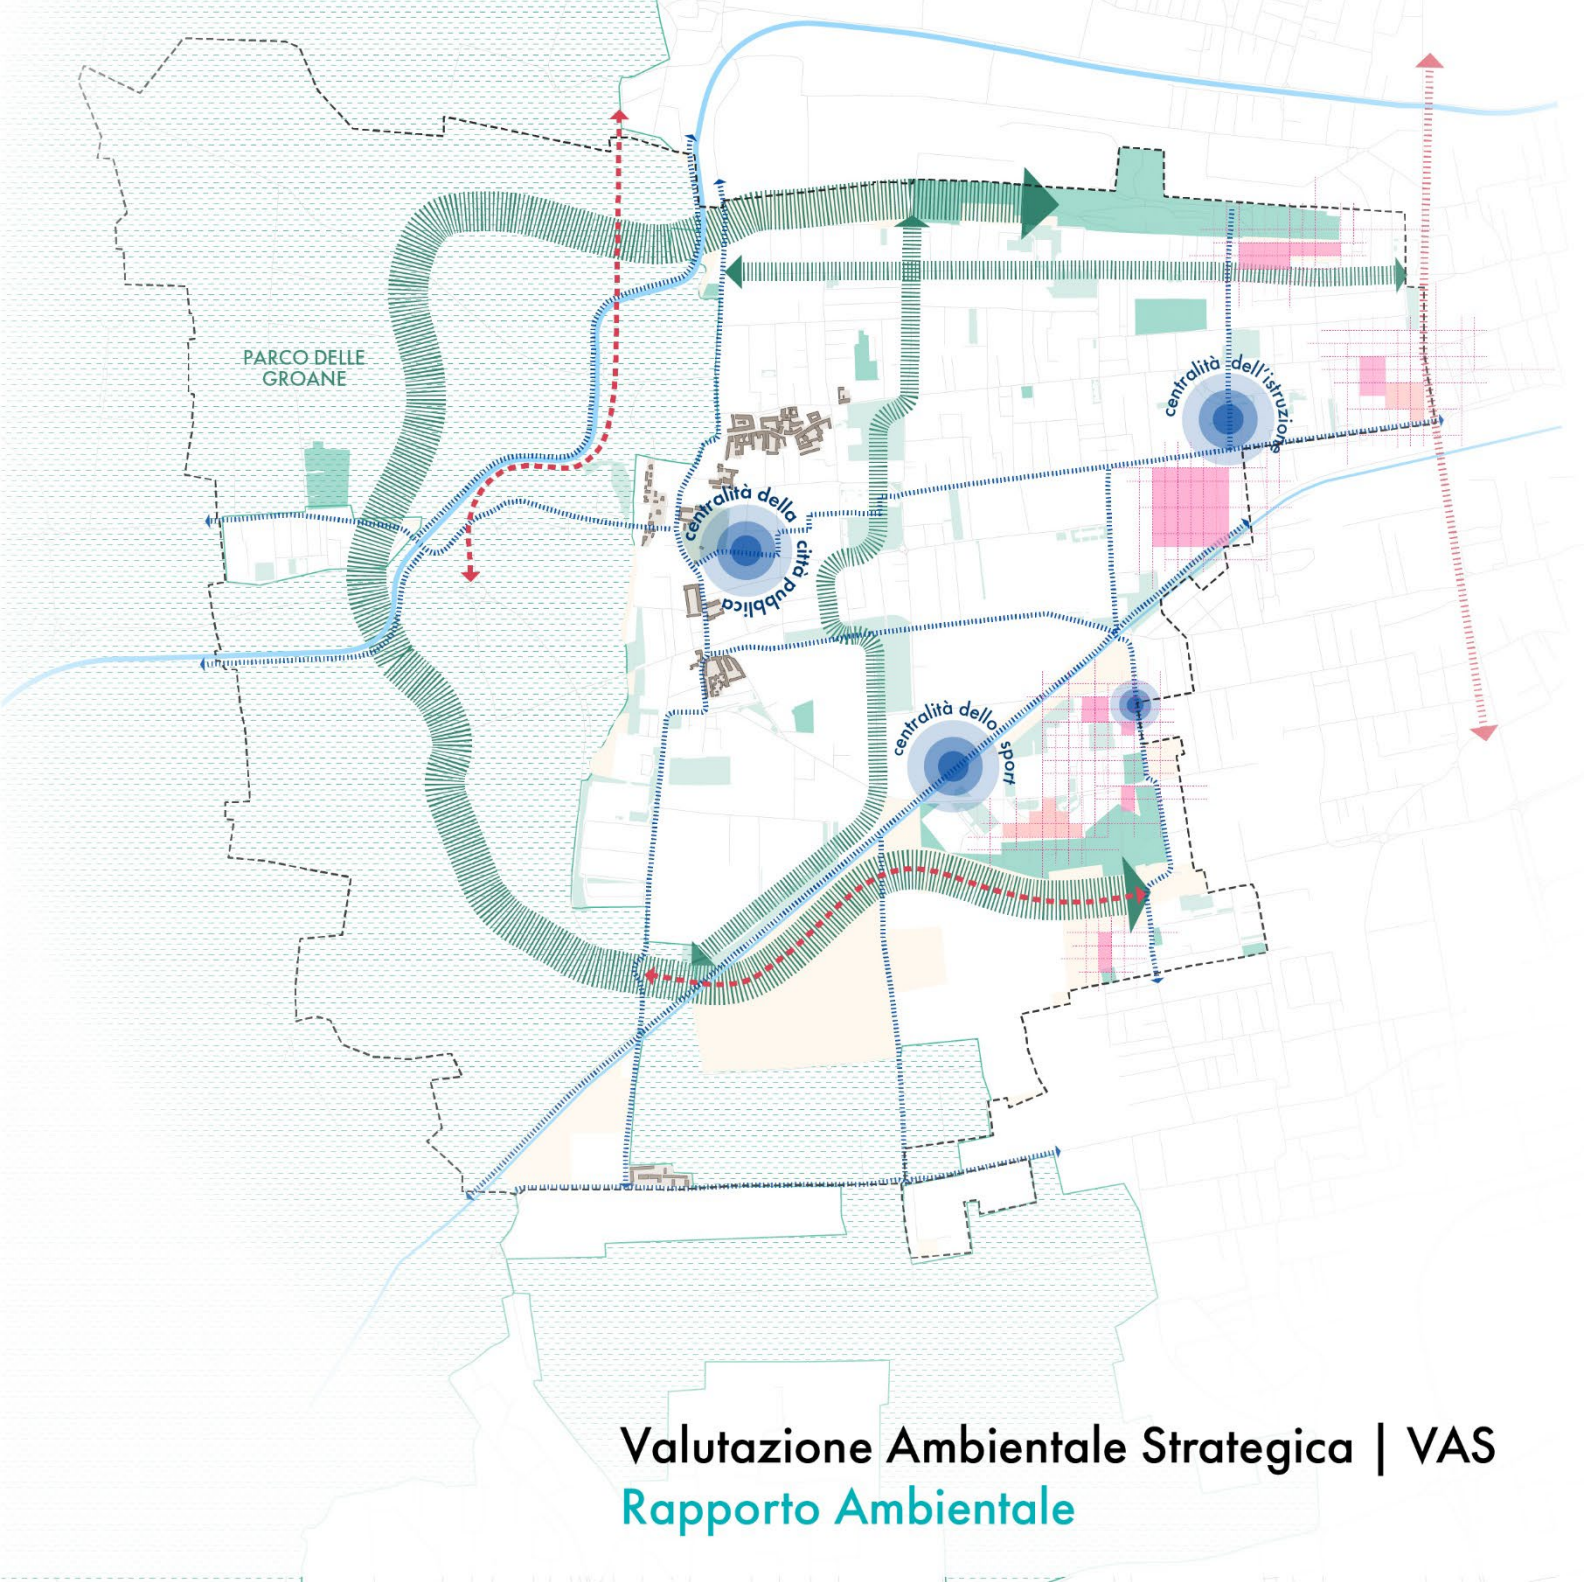 PARCO DELLE
GROANE
centralità dell'istruzione
centralità della città pubblica
centralità dello sport
Valutazione Ambientale Strategica | VAS
Rapporto Ambientale